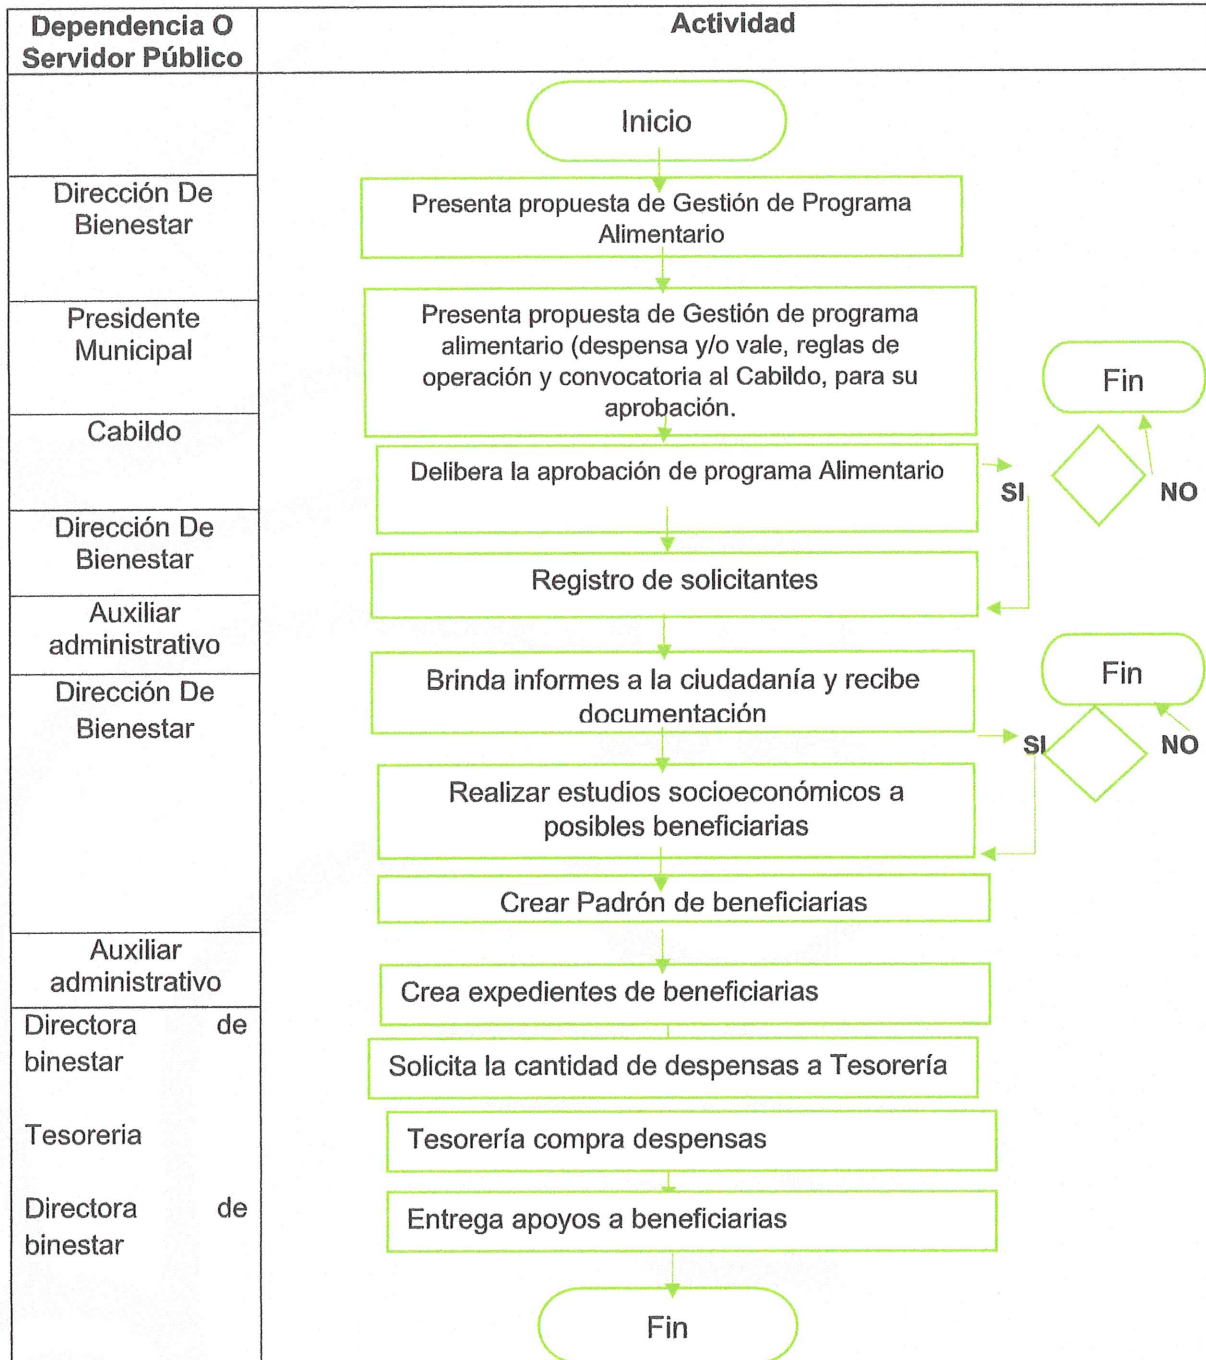 Dependencia O
Servidor Público
Actividad
Inicio
Dirección De
Bienestar
Presenta propuesta de Gestión de Programa
Alimentario
Presidente
Municipal
Presenta propuesta de Gestión de programa
alimentario (despensa y/o vale, reglas de
operación y convocatoria al Cabildo, para su
aprobación.
Fin
Cabildo
Delibera la aprobación de programa Alimentario
SI
NO
Dirección De
Bienestar
Registro de solicitantes
Auxiliar
administrativo
Brinda informes a la ciudadanía y recibe
documentación
Fin
SI
NO
Dirección De
Bienestar
Realizar estudios socioeconómicos a
posibles beneficiarias
Crear Padrón de beneficiarias
Auxiliar
administrativo
Crea expedientes de beneficiarias
Directora de
binestar
Solicita la cantidad de despensas a Tesorería
Tesoreria
Tesorería compra despensas
Directora de
binestar
Entrega apoyos a beneficiarias
Fin